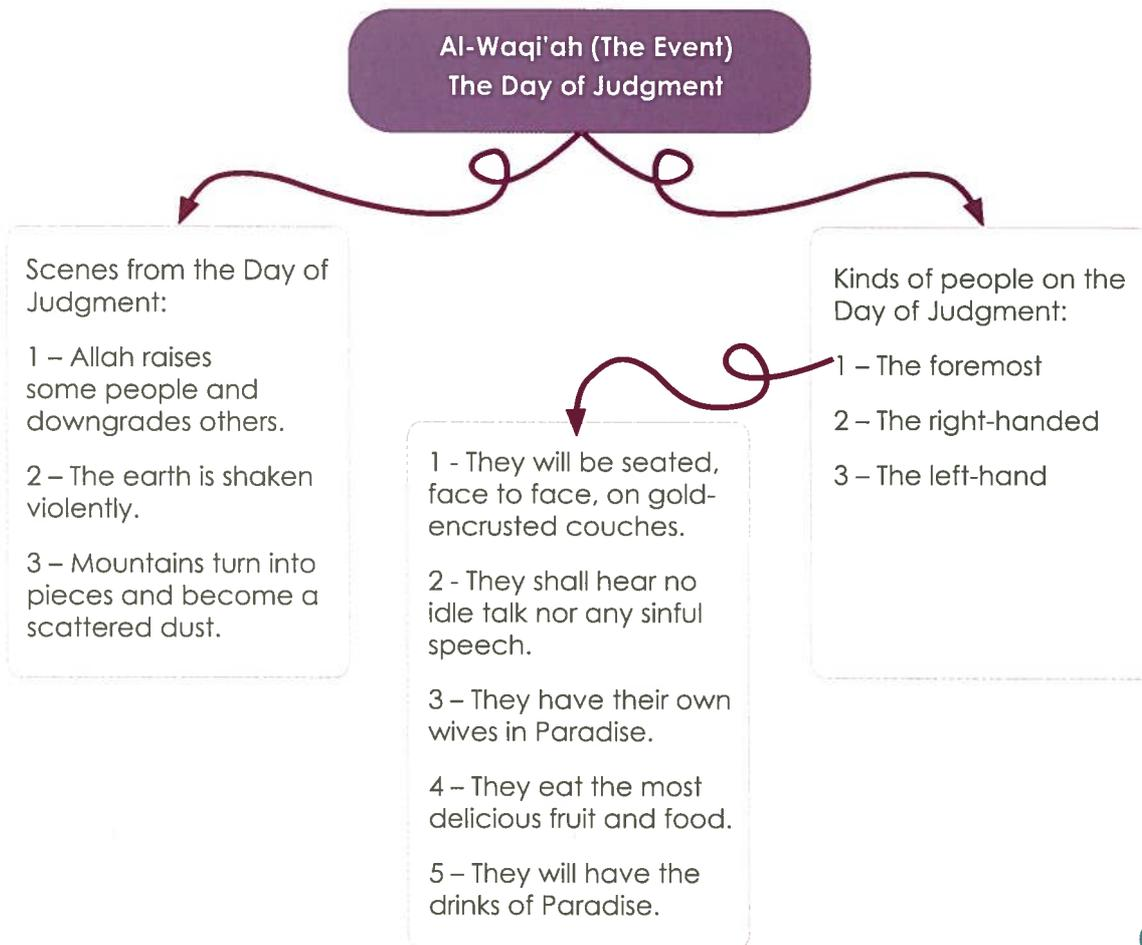 Al-Waqi'ah (The Event)
The Day of Judgment
Scenes from the Day of
Judgment:
1 – Allah raises
some people and
downgrades others.
2 – The earth is shaken
violently.
3 – Mountains turn into
pieces and become a
scattered dust.
Kinds of people on the
Day of Judgment:
1 – The foremost
2 – The right-handed
3 – The left-hand
1 - They will be seated,
face to face, on gold-
encrusted couches.
2 - They shall hear no
idle talk nor any sinful
speech.
3 – They have their own
wives in Paradise.
4 – They eat the most
delicious fruit and food.
5 – They will have the
drinks of Paradise.